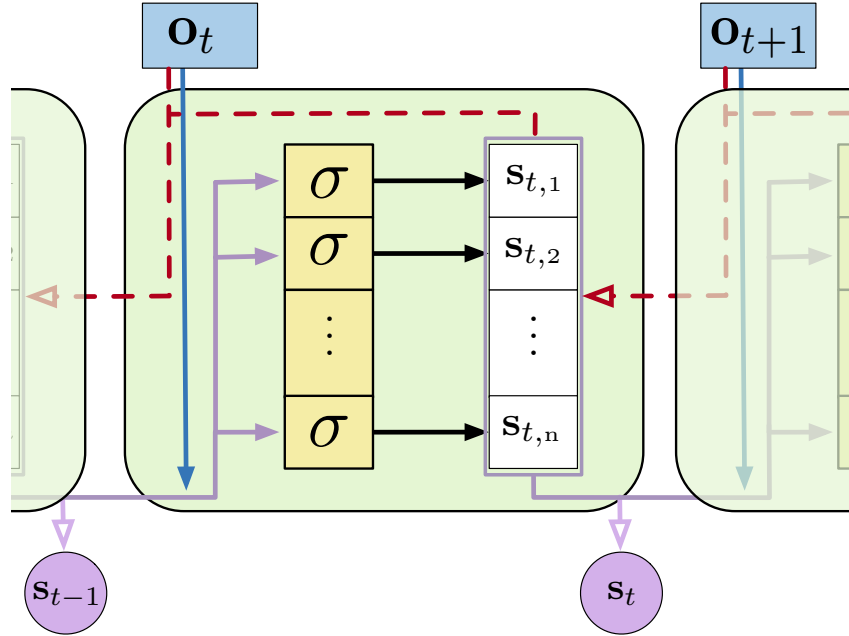 𝐨_t
𝐨_{t+1}
σ
𝐬_{t,1}
σ
𝐬_{t,2}
⋮
⋮
σ
𝐬_{t,n}
𝐬_{t−1}
𝐬_t